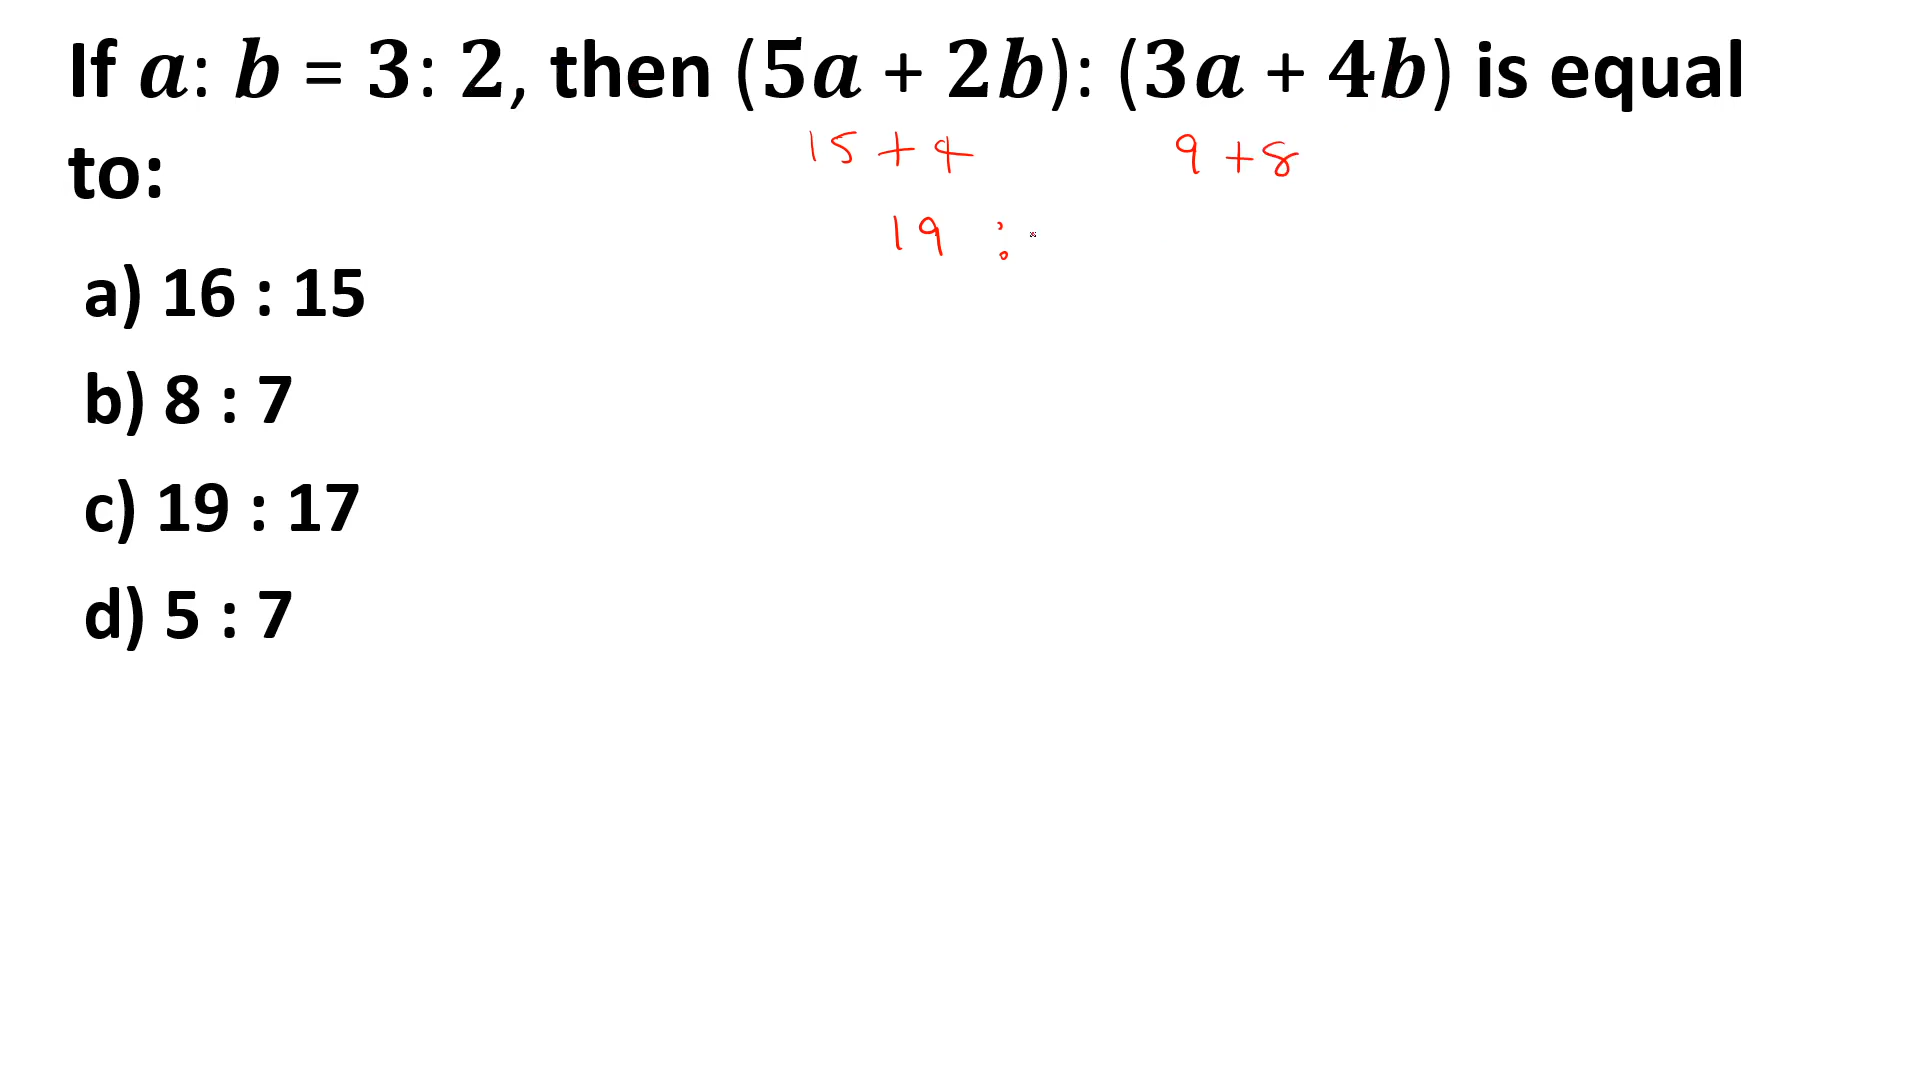 If a: b = 3: 2, then (5a + 2b): (3a + 4b) is equal
to:
15 + 4 9 + 8
19 :
a) 16 : 15
b) 8 : 7
c) 19 : 17
d) 5 : 7